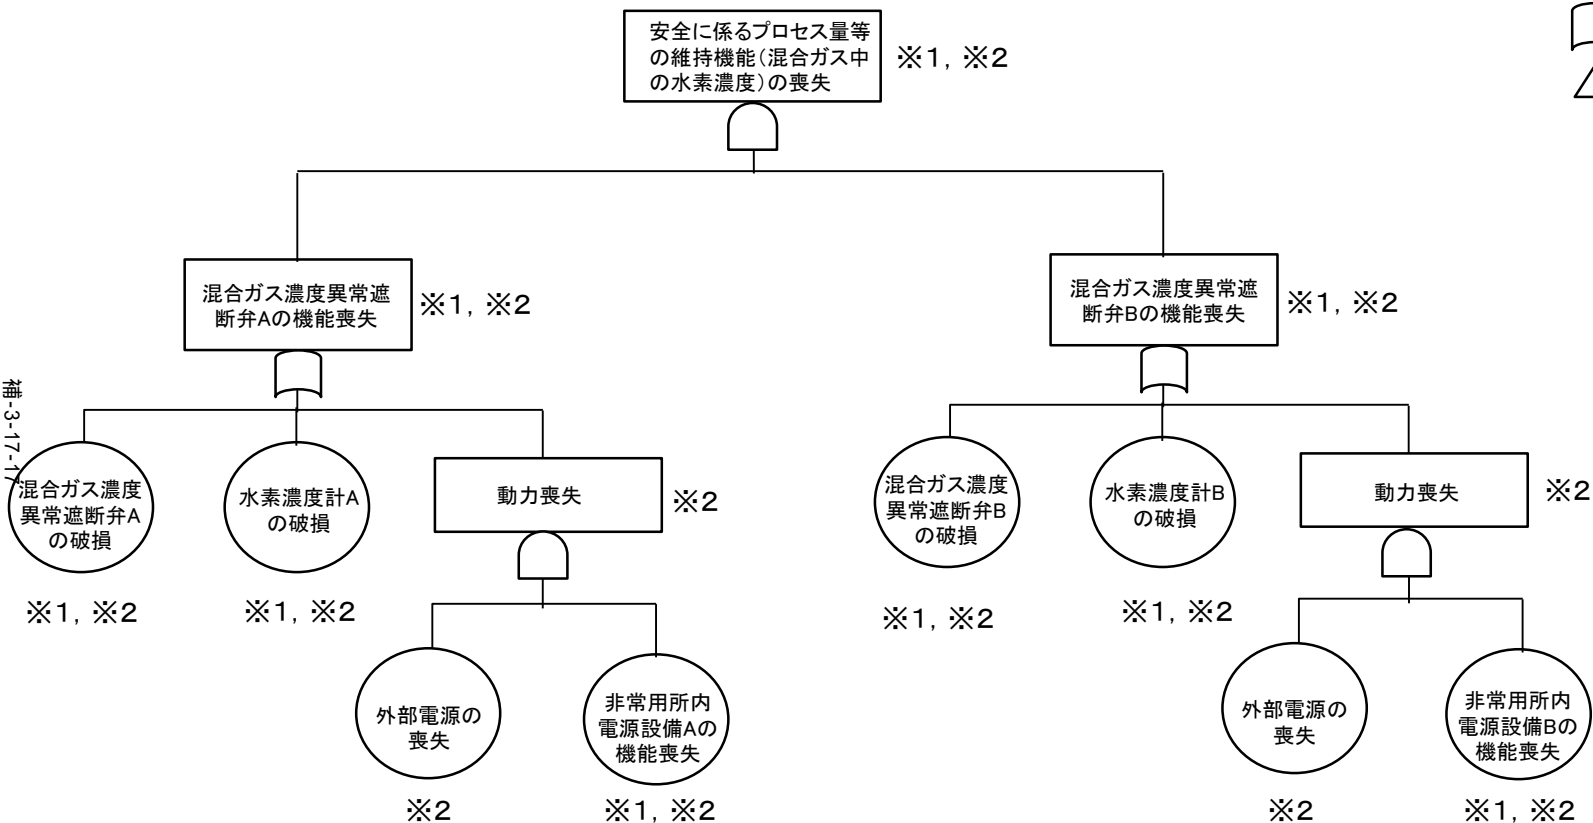 安全に係るプロセス量等
の維持機能（混合ガス中
の水素濃度）の喪失
※1, ※2
混合ガス濃度異常遮
断弁Aの機能喪失
※1, ※2
混合ガス濃度異常遮
断弁Bの機能喪失
※1, ※2
補-3-17-17
混合ガス濃度
異常遮断弁A
の破損
※1, ※2
水素濃度計A
の破損
※1, ※2
動力喪失
※2
混合ガス濃度
異常遮断弁B
の破損
※1, ※2
水素濃度計B
の破損
※1, ※2
動力喪失
※2
外部電源の
喪失
※2
非常用所内
電源設備Aの
機能喪失
※1, ※2
外部電源の
喪失
※2
非常用所内
電源設備Bの
機能喪失
※1, ※2